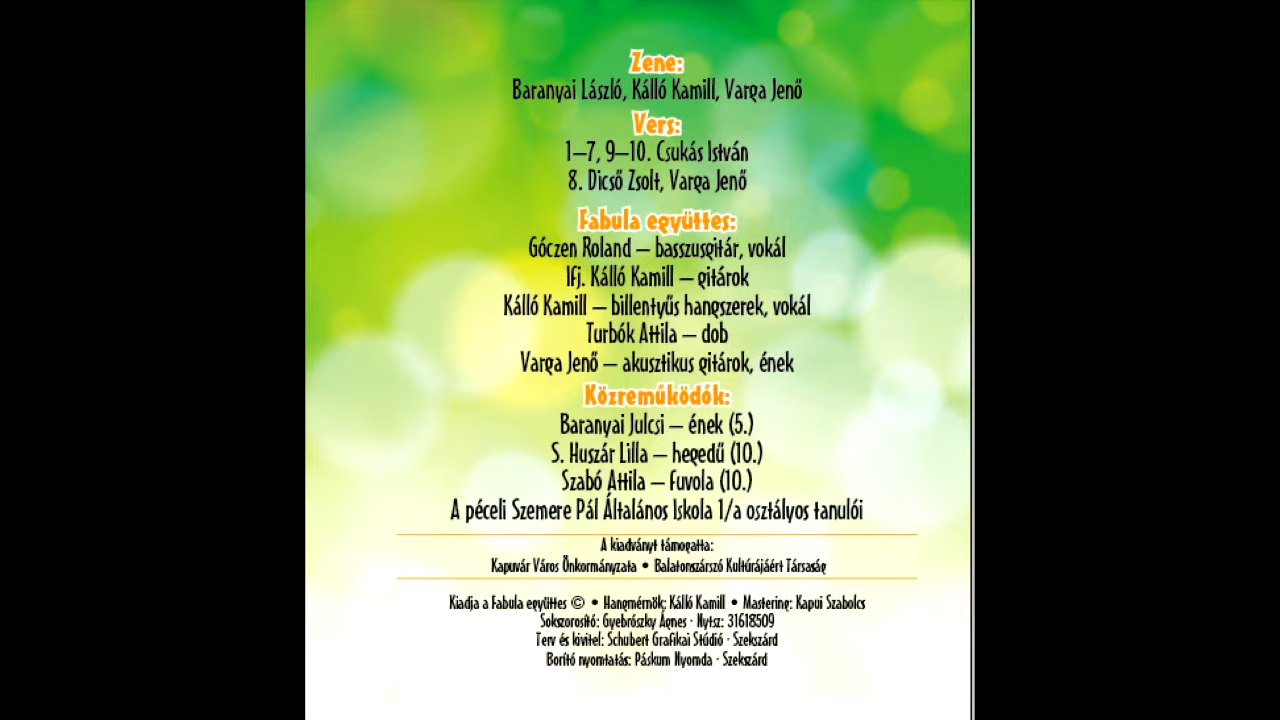 Zene:
Baranyai László, Kálló Kamill, Varga Jenő
Vers:
1–7, 9–10. Csukás István
8. Dicső Zsolt, Varga Jenő
Fabula együttes:
Góczen Roland – basszusgitár, vokál
Ifj. Kálló Kamill – gitárok
Kálló Kamill – billentyűs hangszerek, vokál
Turbók Attila – dob
Varga Jenő – akusztikus gitárok, ének
Közreműködők:
Baranyai Julcsi – ének (5.)
S. Huszár Lilla – hegedű (10.)
Szabó Attila – fuvola (10.)
A péceli Szemere Pál Általános Iskola 1/a osztályos tanulói
A kiadványt támogatta:
Kapuvár Város Önkormányzata • Balatonszárszó Kultúrájáért Társaság
Kiadja a Fabula együttes © • Hangmérnök: Kálló Kamill • Mastering: Kapui Szabolcs
Sokszorosító: Gyebrószky Ágnes · Nytsz: 31618509
Terv és kivitel: Schubert Grafikai Stúdió · Szekszárd
Borító nyomtatás: Páskum Nyomda · Szekszárd